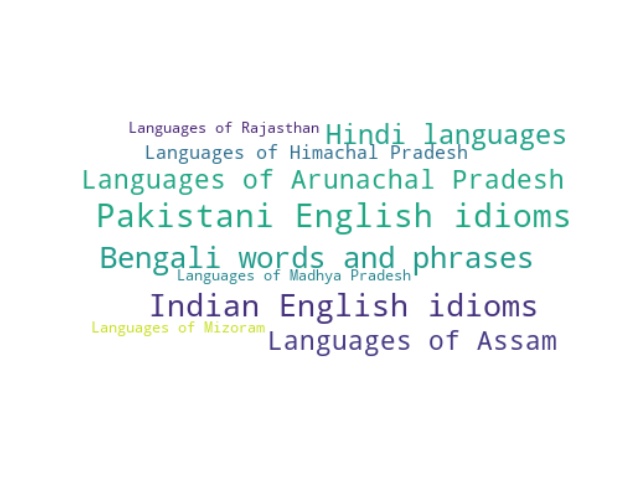 Languages of Rajasthan
Hindi languages
Languages of Himachal Pradesh
Languages of Arunachal Pradesh
Pakistani English idioms
Bengali words and phrases
Languages of Madhya Pradesh
Indian English idioms
Languages of Mizoram
Languages of Assam